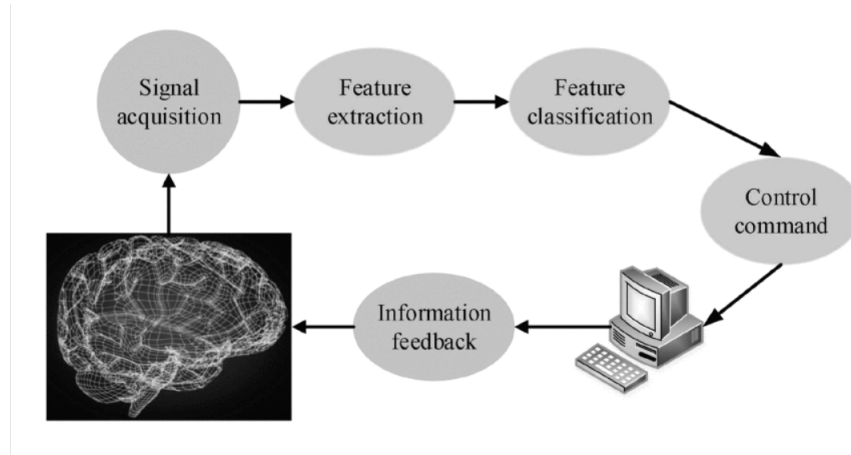 Signal
acquisition
Feature
extraction
Feature
classification
Control
command
Information
feedback